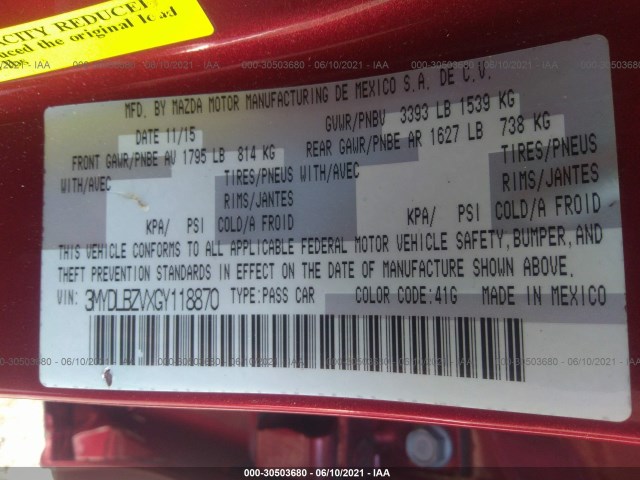 ACITY REDUCED
uced the original load
000-30503680 - 06/10/2021 - IAA
MFD. BY MAZDA MOTOR MANUFACTURING DE MEXICO S.A. DE C.V.
DATE 11/15 GVWR/PNBV 3393 LB 1539 KG
FRONT GAWR/PNBE AV 1795 LB 814 KG REAR GAWR/PNBE AR 1627 LB 738 KG
WITH/AVEC TIRES/PNEUS WITH/AVEC TIRES/PNEUS
RIMS/JANTES RIMS/JANTES
KPA/ PSI COLD/A FROID KPA/ PSI COLD/A FROID
THIS VEHICLE CONFORMS TO ALL APPLICABLE FEDERAL MOTOR VEHICLE SAFETY, BUMPER, AND
THEFT PREVENTION STANDARDS IN EFFECT ON THE DATE OF MANUFACTURE SHOWN ABOVE.
VIN: 3MYDLBZVXGY118870 TYPE:PASS CAR COLOR CODE:41G MADE IN MEXICO
000-30503680 - 06/10/2021 - IAA
000-30503680 - 06/10/2021 - IAA